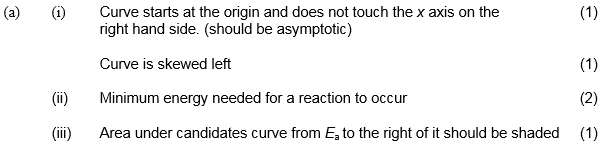 (a) (i) Curve starts at the origin and does not touch the x axis on the (1)
right hand side. (should be asymptotic)
Curve is skewed left (1)
(ii) Minimum energy needed for a reaction to occur (2)
(iii) Area under candidates curve from Ea to the right of it should be shaded (1)